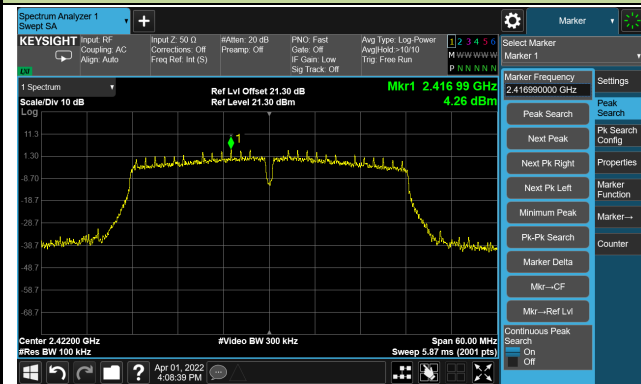 Spectrum Analyzer 1
Swept SA
+
Marker
KEYSIGHT
Input: RF
Coupling: AC
Align: Auto
Input Z: 50 Ω
Corrections: Off
Freq Ref: Int (S)
#Atten: 20 dB
Preamp: Off
PNO: Fast
Gate: Off
IF Gain: Low
Sig Track: Off
Avg Type: Log-Power
Avg|Hold:>10/10
Trig: Free Run
1 2 3 4 5 6
M W W W W W
P N N N N N
LXI
Select Marker
Marker 1
1 Spectrum
Scale/Div 10 dB
Log
Ref Lvl Offset 21.30 dB
Ref Level 21.30 dBm
Mkr1 2.416 99 GHz
4.26 dBm
11.3
1.30
-8.70
-18.7
-28.7
-38.7
-48.7
-58.7
-68.7
1
Center 2.42200 GHz
#Res BW 100 kHz
#Video BW 300 kHz
Span 60.00 MHz
Sweep 5.87 ms (2001 pts)
Marker Frequency
2.416990000 GHz
Peak Search
Next Peak
Next Pk Right
Next Pk Left
Minimum Peak
Pk-Pk Search
Marker Delta
Mkr→CF
Mkr→Ref Lvl
Continuous Peak
Search
On
Off
Settings
Peak
Search
Pk Search
Config
Properties
Marker
Function
Marker→
Counter
?
Apr 01, 2022
4:08:39 PM